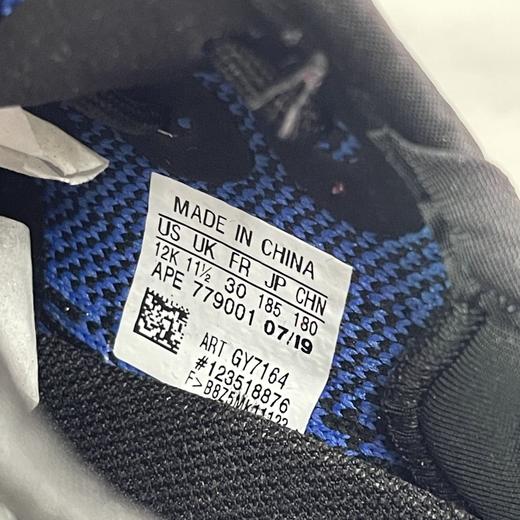 MADE IN CHINA
US UK FR JP CHN
12K 11½ 30 185 180
APE 779001 07/19
ART GY7164
#123518876